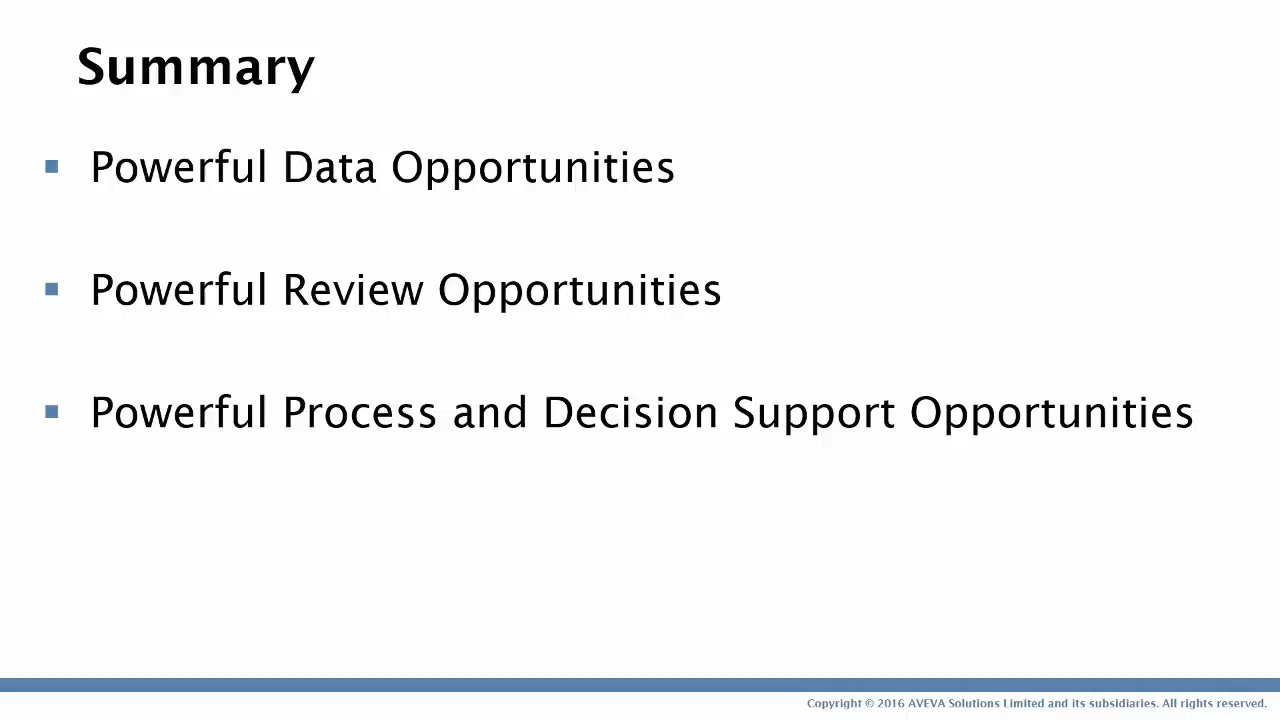 Summary
Powerful Data Opportunities
Powerful Review Opportunities
Powerful Process and Decision Support Opportunities
Copyright © 2016 AVEVA Solutions Limited and its subsidiaries. All rights reserved.